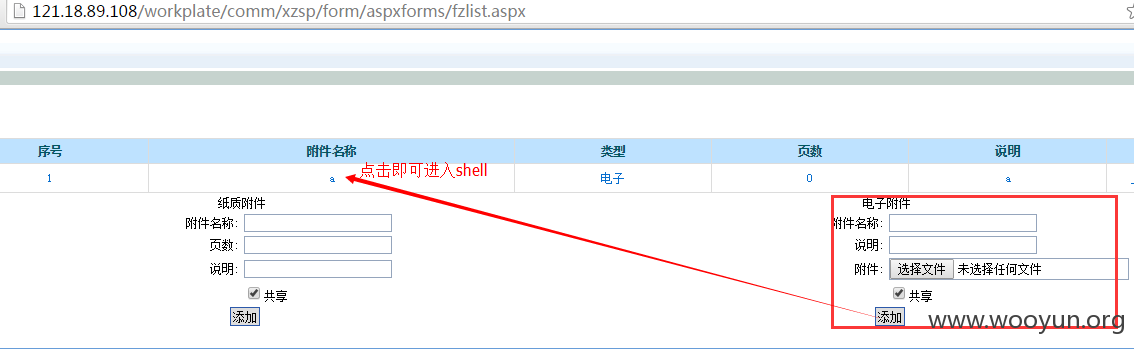 121.18.89.108/workplate/comm/xzsp/form/aspxforms/fzlist.aspx
序号 附件名称 类型 页数 说明
1 a 电子 0 a
点击即可进入shell
纸质附件
附件名称:
页数:
说明:
共享
添加
电子附件
附件名称:
说明:
附件: 选择文件 未选择任何文件
共享
添加
www.wooyun.org